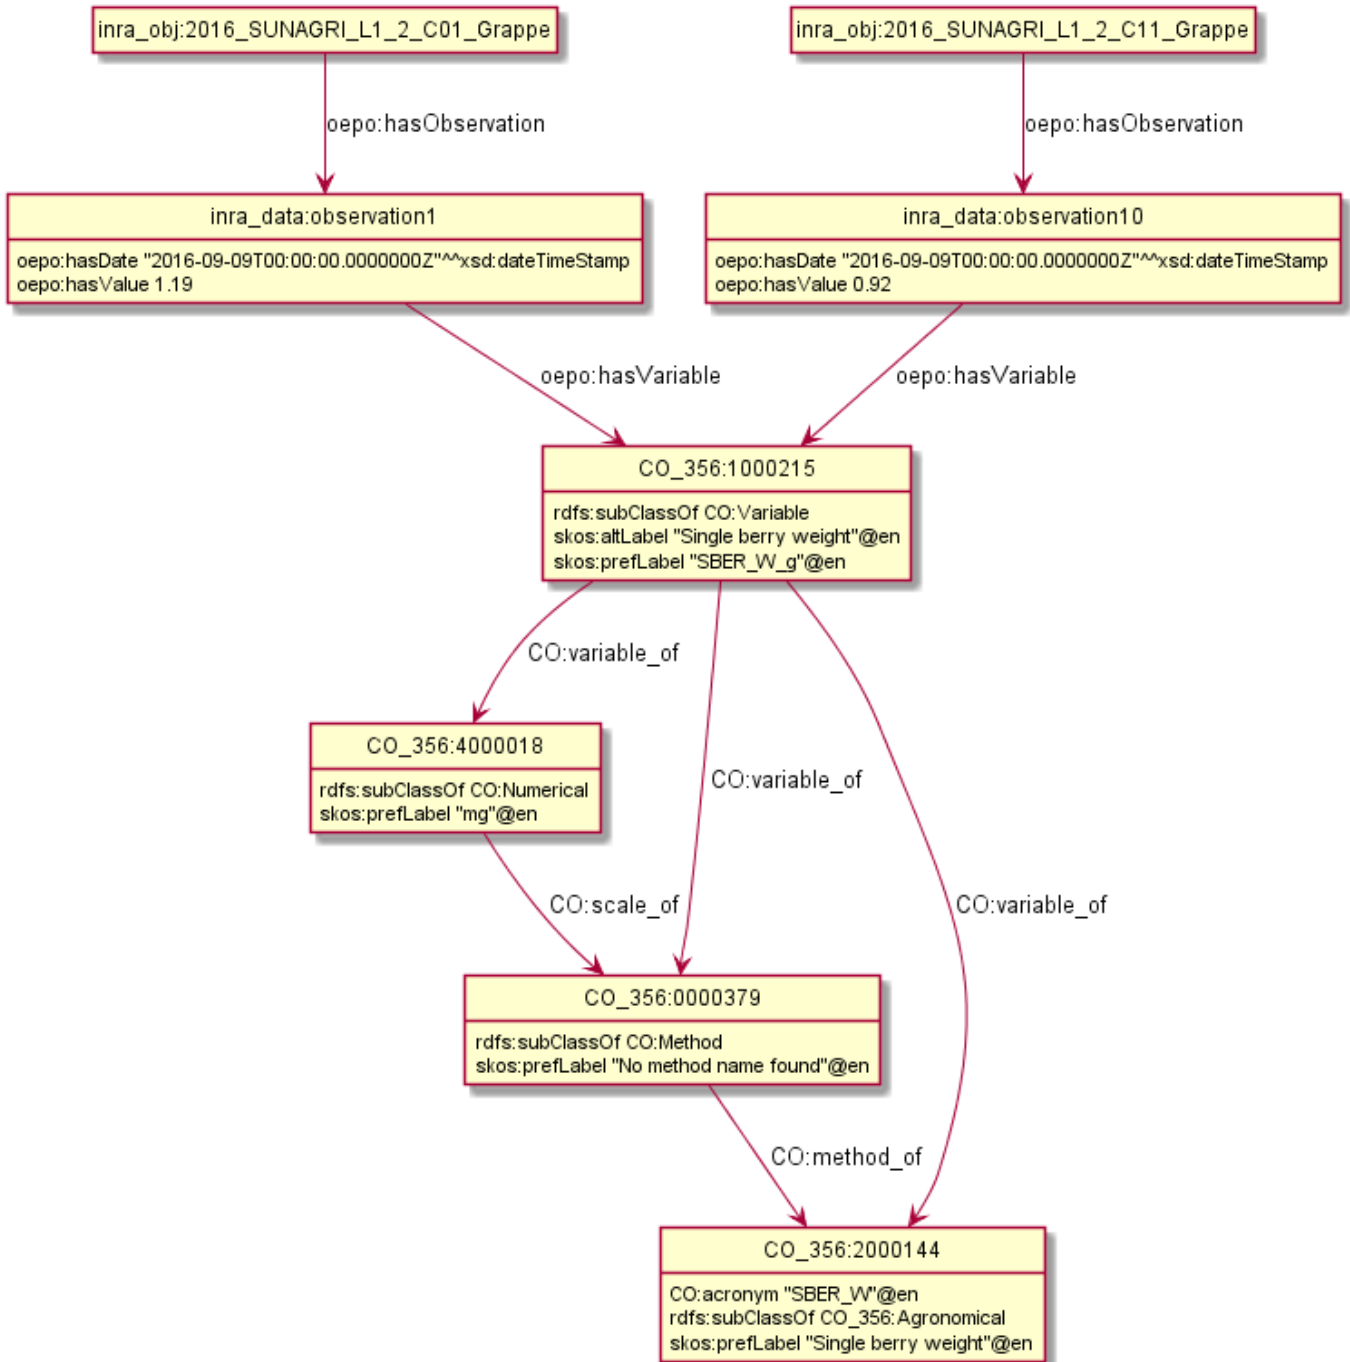 inra_obj:2016_SUNAGRI_L1_2_C01_Grappe
inra_obj:2016_SUNAGRI_L1_2_C11_Grappe
oepo:hasObservation
oepo:hasObservation
inra_data:observation1
oepo:hasDate "2016-09-09T00:00:00.0000000Z"^^xsd:dateTimeStamp
oepo:hasValue 1.19
inra_data:observation10
oepo:hasDate "2016-09-09T00:00:00.0000000Z"^^xsd:dateTimeStamp
oepo:hasValue 0.92
oepo:hasVariable
oepo:hasVariable
CO_356:1000215
rdfs:subClassOf CO:Variable
skos:altLabel "Single berry weight"@en
skos:prefLabel "SBER_W_g"@en
CO:variable_of
CO_356:4000018
rdfs:subClassOf CO:Numerical
skos:prefLabel "mg"@en
CO:variable_of
CO:scale_of
CO:variable_of
CO_356:0000379
rdfs:subClassOf CO:Method
skos:prefLabel "No method name found"@en
CO:method_of
CO_356:2000144
CO:acronym "SBER_W"@en
rdfs:subClassOf CO_356:Agronomical
skos:prefLabel "Single berry weight"@en